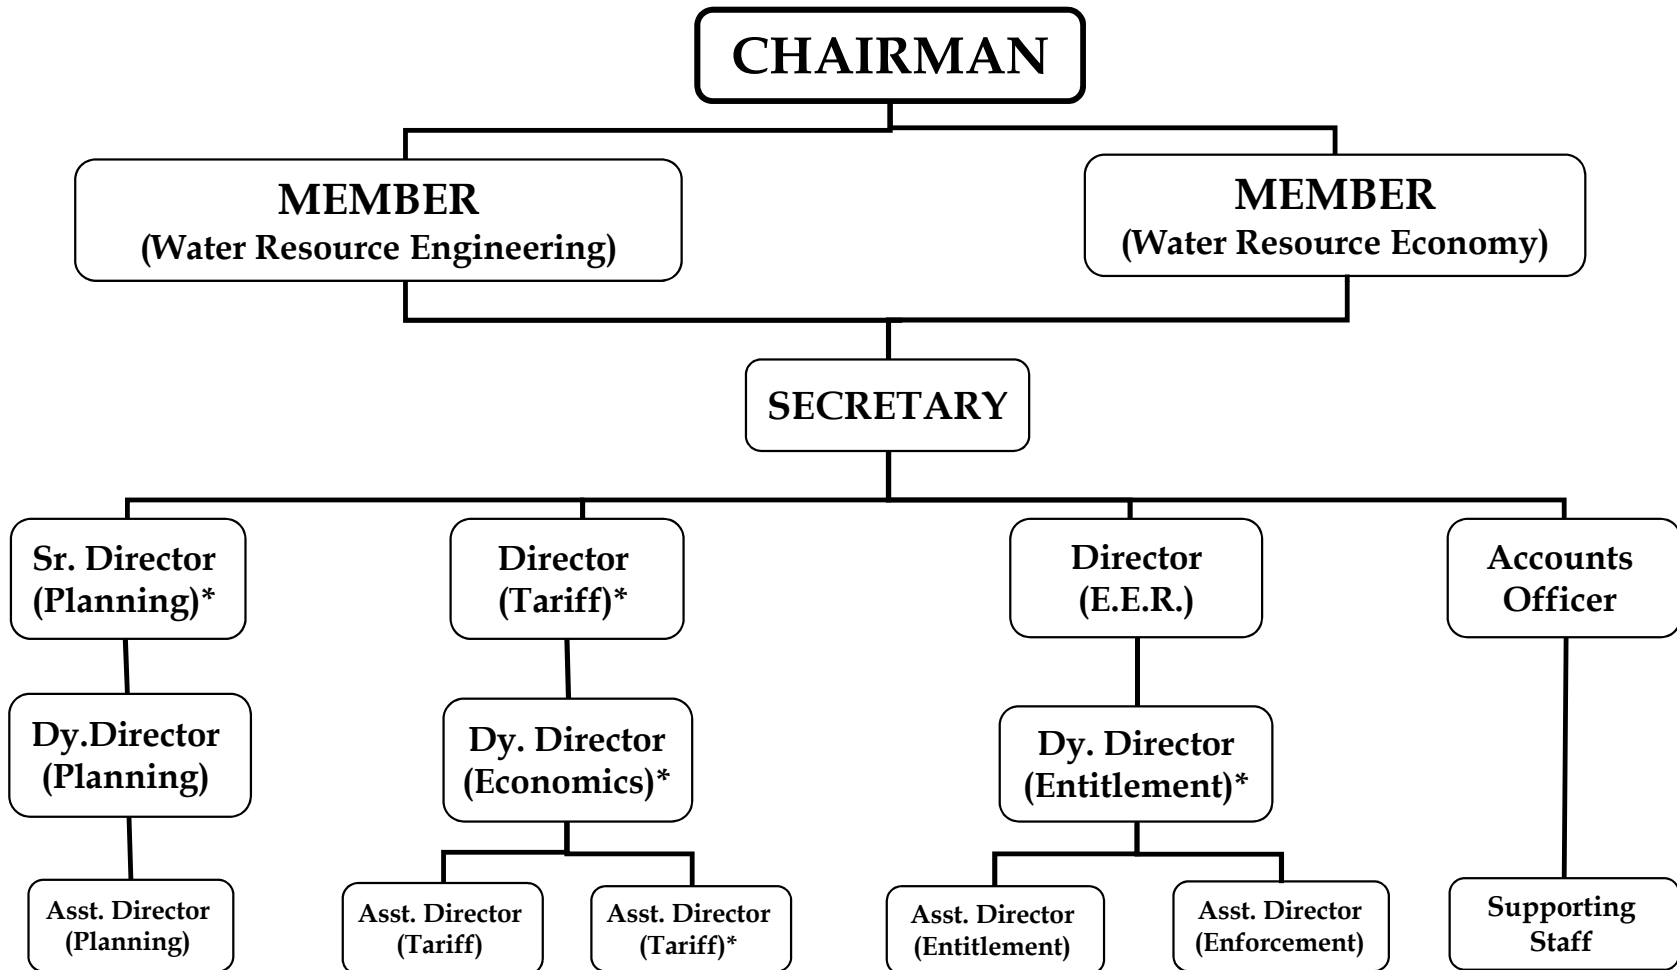 CHAIRMAN
MEMBER
(Water Resource Engineering)
MEMBER
(Water Resource Economy)
SECRETARY
Sr. Director
(Planning)*
Director
(Tariff)*
Director
(E.E.R.)
Accounts
Officer
Dy.Director
(Planning)
Dy. Director
(Economics)*
Dy. Director
(Entitlement)*
Asst. Director
(Planning)
Asst. Director
(Tariff)
Asst. Director
(Tariff)*
Asst. Director
(Entitlement)
Asst. Director
(Enforcement)
Supporting
Staff